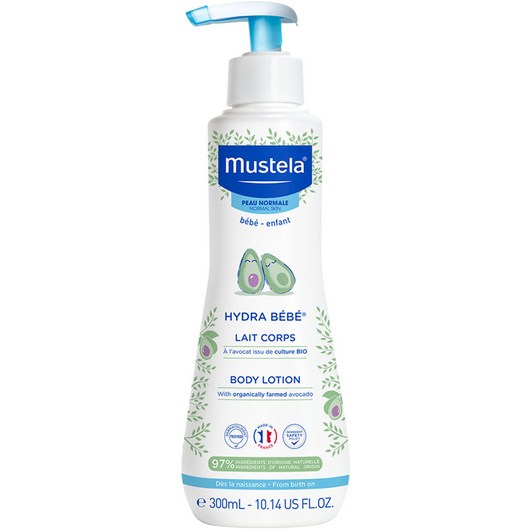 mustela®
PEAU NORMALE
NORMAL SKIN
bébé - enfant
HYDRA BÉBÉ®
LAIT CORPS
À l'avocat issu de culture BIO
BODY LOTION
With organically farmed avocado
97% INGRÉDIENTS D'ORIGINE NATURELLE
INGREDIENTS OF NATURAL ORIGIN
Dès la naissance - From birth on
℮ 300mL - 10.14 US FL.OZ.